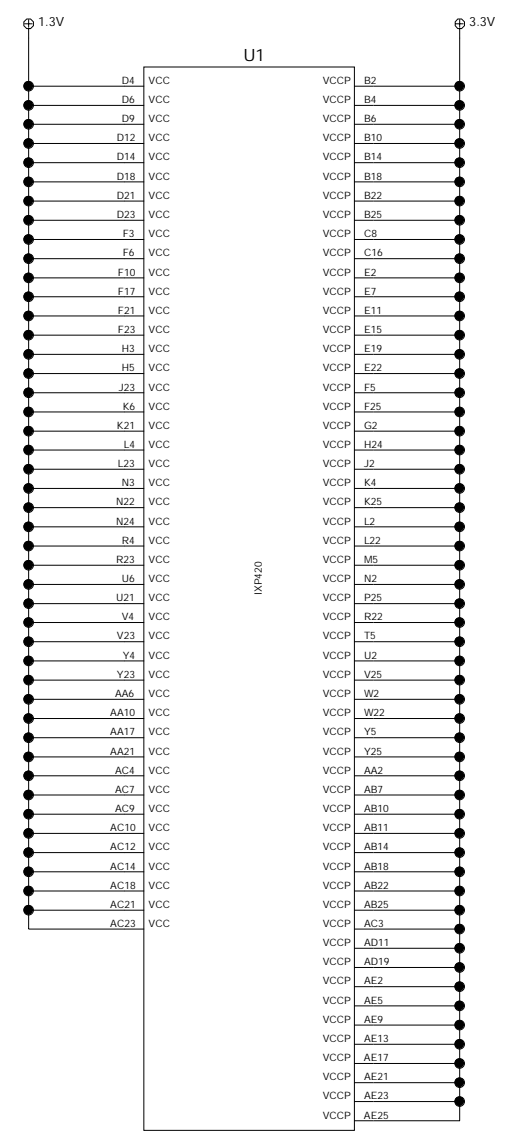 1.3V 3.3V
U1
D4 VCC VCCP B2
D6 VCC VCCP B4
D9 VCC VCCP B6
D12 VCC VCCP B10
D14 VCC VCCP B14
D18 VCC VCCP B18
D21 VCC VCCP B22
D23 VCC VCCP B25
F3 VCC VCCP C8
F6 VCC VCCP C16
F10 VCC VCCP E2
F17 VCC VCCP E7
F21 VCC VCCP E11
F23 VCC VCCP E15
H3 VCC VCCP E19
H5 VCC VCCP E22
J23 VCC VCCP F5
K6 VCC VCCP F25
K21 VCC VCCP G2
L4 VCC VCCP H24
L23 VCC VCCP J2
N3 VCC VCCP K4
N22 VCC VCCP K25
N24 VCC VCCP L2
R4 VCC VCCP L22
R23 VCC VCCP M5
U6 VCC VCCP N2
U21 VCC VCCP P25
V4 VCC VCCP R22
V23 VCC VCCP T5
Y4 VCC VCCP U2
Y23 VCC VCCP V25
AA6 VCC VCCP W2
AA10 VCC VCCP W22
AA17 VCC VCCP Y5
AA21 VCC VCCP Y25
AC4 VCC VCCP AA2
AC7 VCC VCCP AB7
AC9 VCC VCCP AB10
AC10 VCC VCCP AB11
AC12 VCC VCCP AB14
AC14 VCC VCCP AB18
AC18 VCC VCCP AB22
AC21 VCC VCCP AB25
AC23 VCC VCCP AC3
VCCP AD11
VCCP AD19
VCCP AE2
VCCP AE5
VCCP AE9
VCCP AE13
VCCP AE17
VCCP AE21
VCCP AE23
VCCP AE25
IXP420